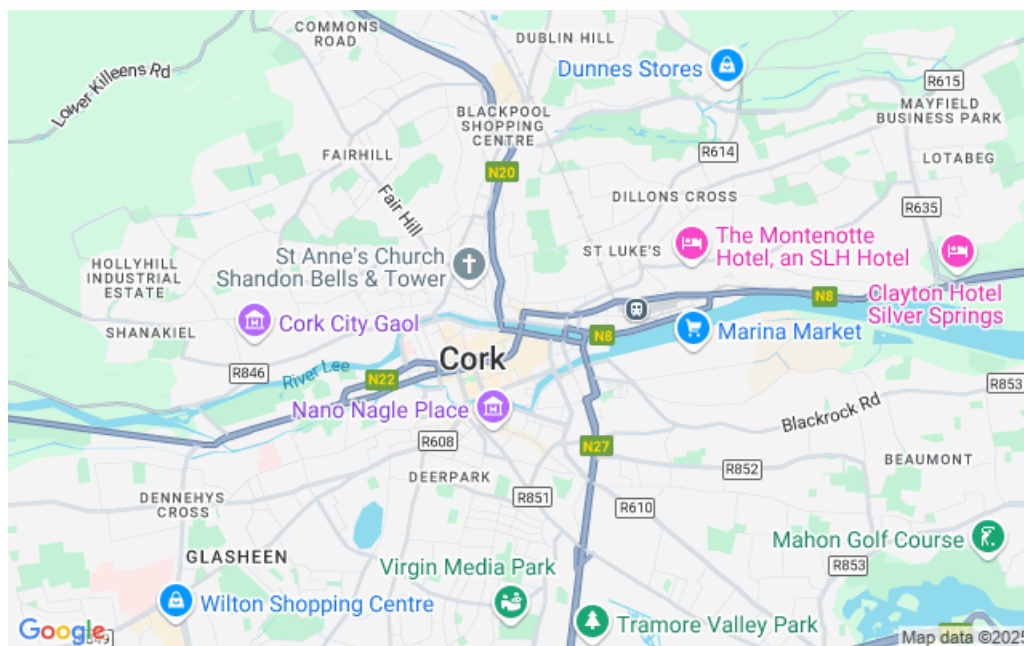 COMMONS
ROAD
DUBLIN HILL
Dunnes Stores
Lower Killeens Rd
R615
MAYFIELD
BUSINESS PARK
BLACKPOOL
SHOPPING
CENTRE
FAIRHILL
R614
LOTABEG
N20
Fair Hill
DILLONS CROSS
R635
ST LUKE'S
The Montenotte
Hotel, an SLH Hotel
St Anne's Church
Shandon Bells & Tower
HOLLYHILL
INDUSTRIAL
ESTATE
Clayton Hotel
Silver Springs
N8
Cork City Gaol
SHANAKIEL
N8
Marina Market
Cork
River Lee
R846
N22
R853
Nano Nagle Place
Blackrock Rd
R608
N27
R852
BEAUMONT
DEERPARK
R851
DENNEHYS
CROSS
R610
GLASHEEN
Mahon Golf Course
Virgin Media Park
R853
Wilton Shopping Centre
Tramore Valley Park
Google
Map data ©2025